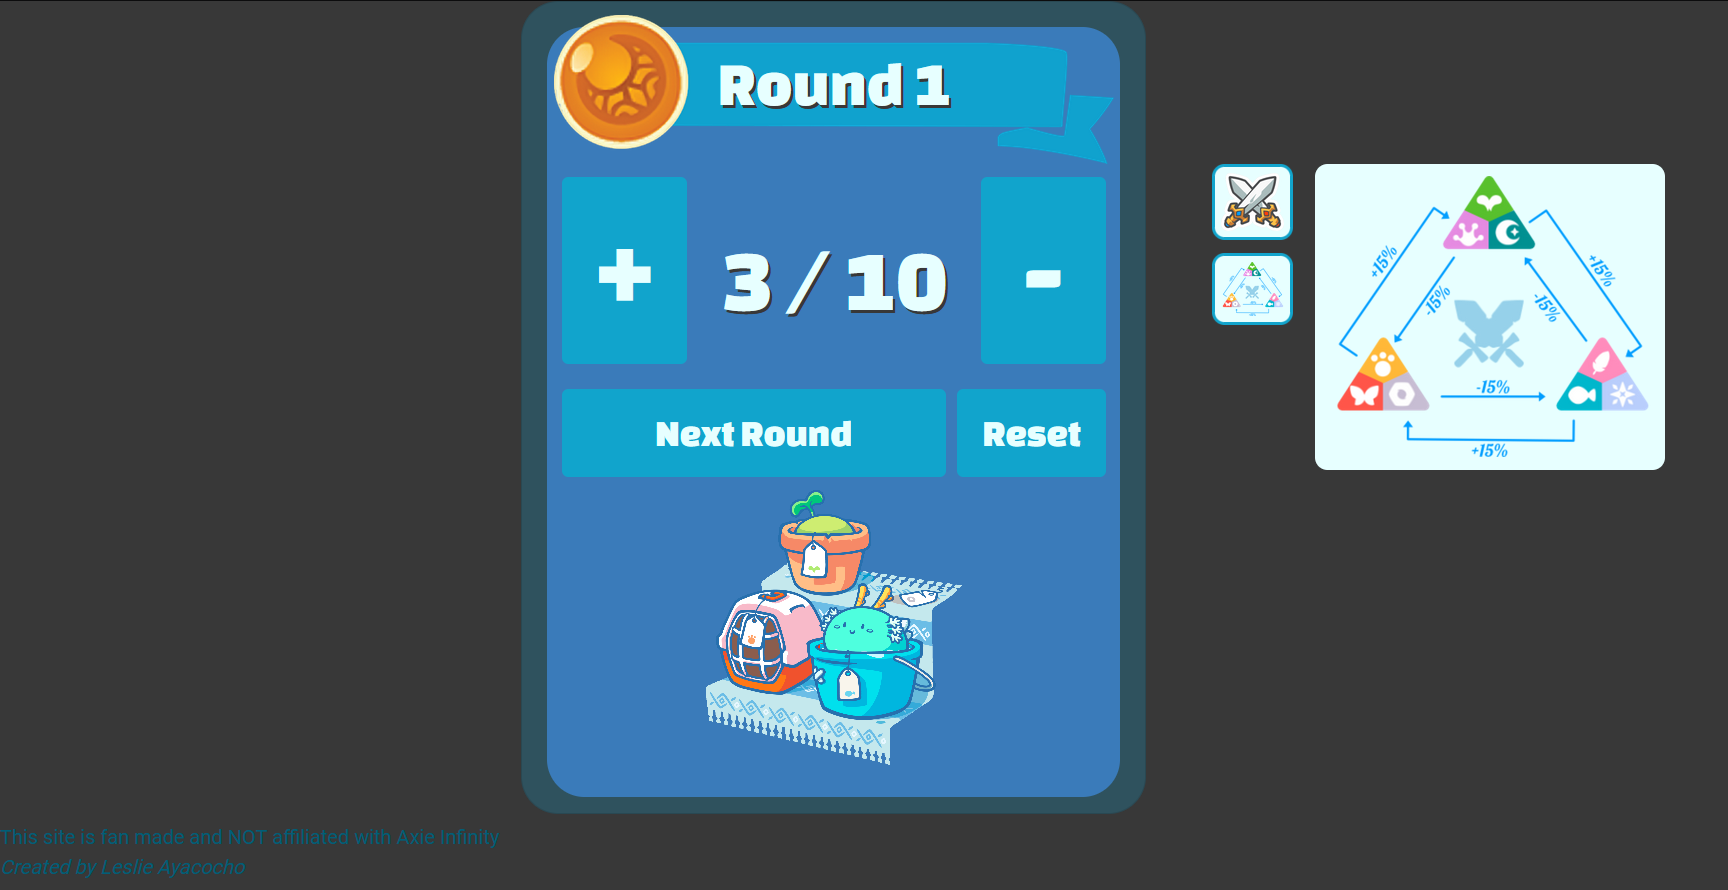 Round 1
+
3 / 10
-
Next Round
Reset
+15%
+15%
-15%
-15%
-15%
+15%
This site is fan made and NOT affiliated with Axie Infinity
Created by Leslie Ayacocho